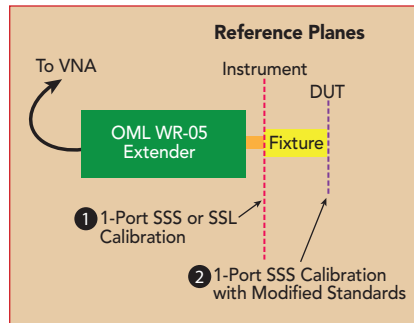 Reference Planes
To VNA
Instrument
DUT
OML WR-05
Extender
Fixture
1 1-Port SSS or SSL
Calibration
2 1-Port SSS Calibration
with Modified Standards